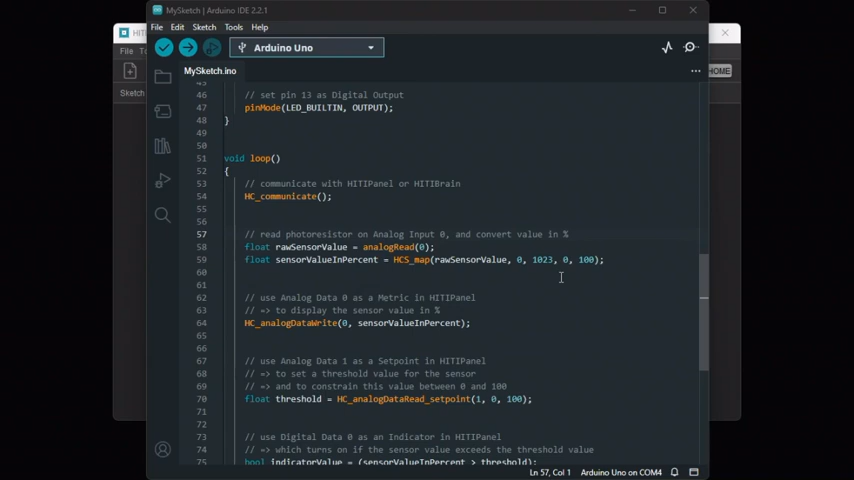 MySketch | Arduino IDE 2.2.1
HITI
File Edit Sketch Tools Help
File
Arduino Uno
HOME
Sketch
MySketch.ino
45
46 // set pin 13 as Digital Output
47 pinMode(LED_BUILTIN, OUTPUT);
48 }
49
50
51 void loop()
52 {
53 // communicate with HITIPanel or HITIBrain
54 HC_communicate();
55
56
57 // read photoresistor on Analog Input 0, and convert value in %
58 float rawSensorValue = analogRead(0);
59 float sensorValueInPercent = HCS_map(rawSensorValue, 0, 1023, 0, 100);
60
61
62 // use Analog Data 0 as a Metric in HITIPanel
63 // => to display the sensor value in %
64 HC_analogDataWrite(0, sensorValueInPercent);
65
66
67 // use Analog Data 1 as a Setpoint in HITIPanel
68 // => to set a threshold value for the sensor
69 // => and to constrain this value between 0 and 100
70 float threshold = HC_analogDataRead_setpoint(1, 0, 100);
71
72
73 // use Digital Data 0 as an Indicator in HITIPanel
74 // => which turns on if the sensor value exceeds the threshold value
75 bool indicatorValue = (sensorValueInPercent > threshold);
Ln 57, Col 1 Arduino Uno on COM4